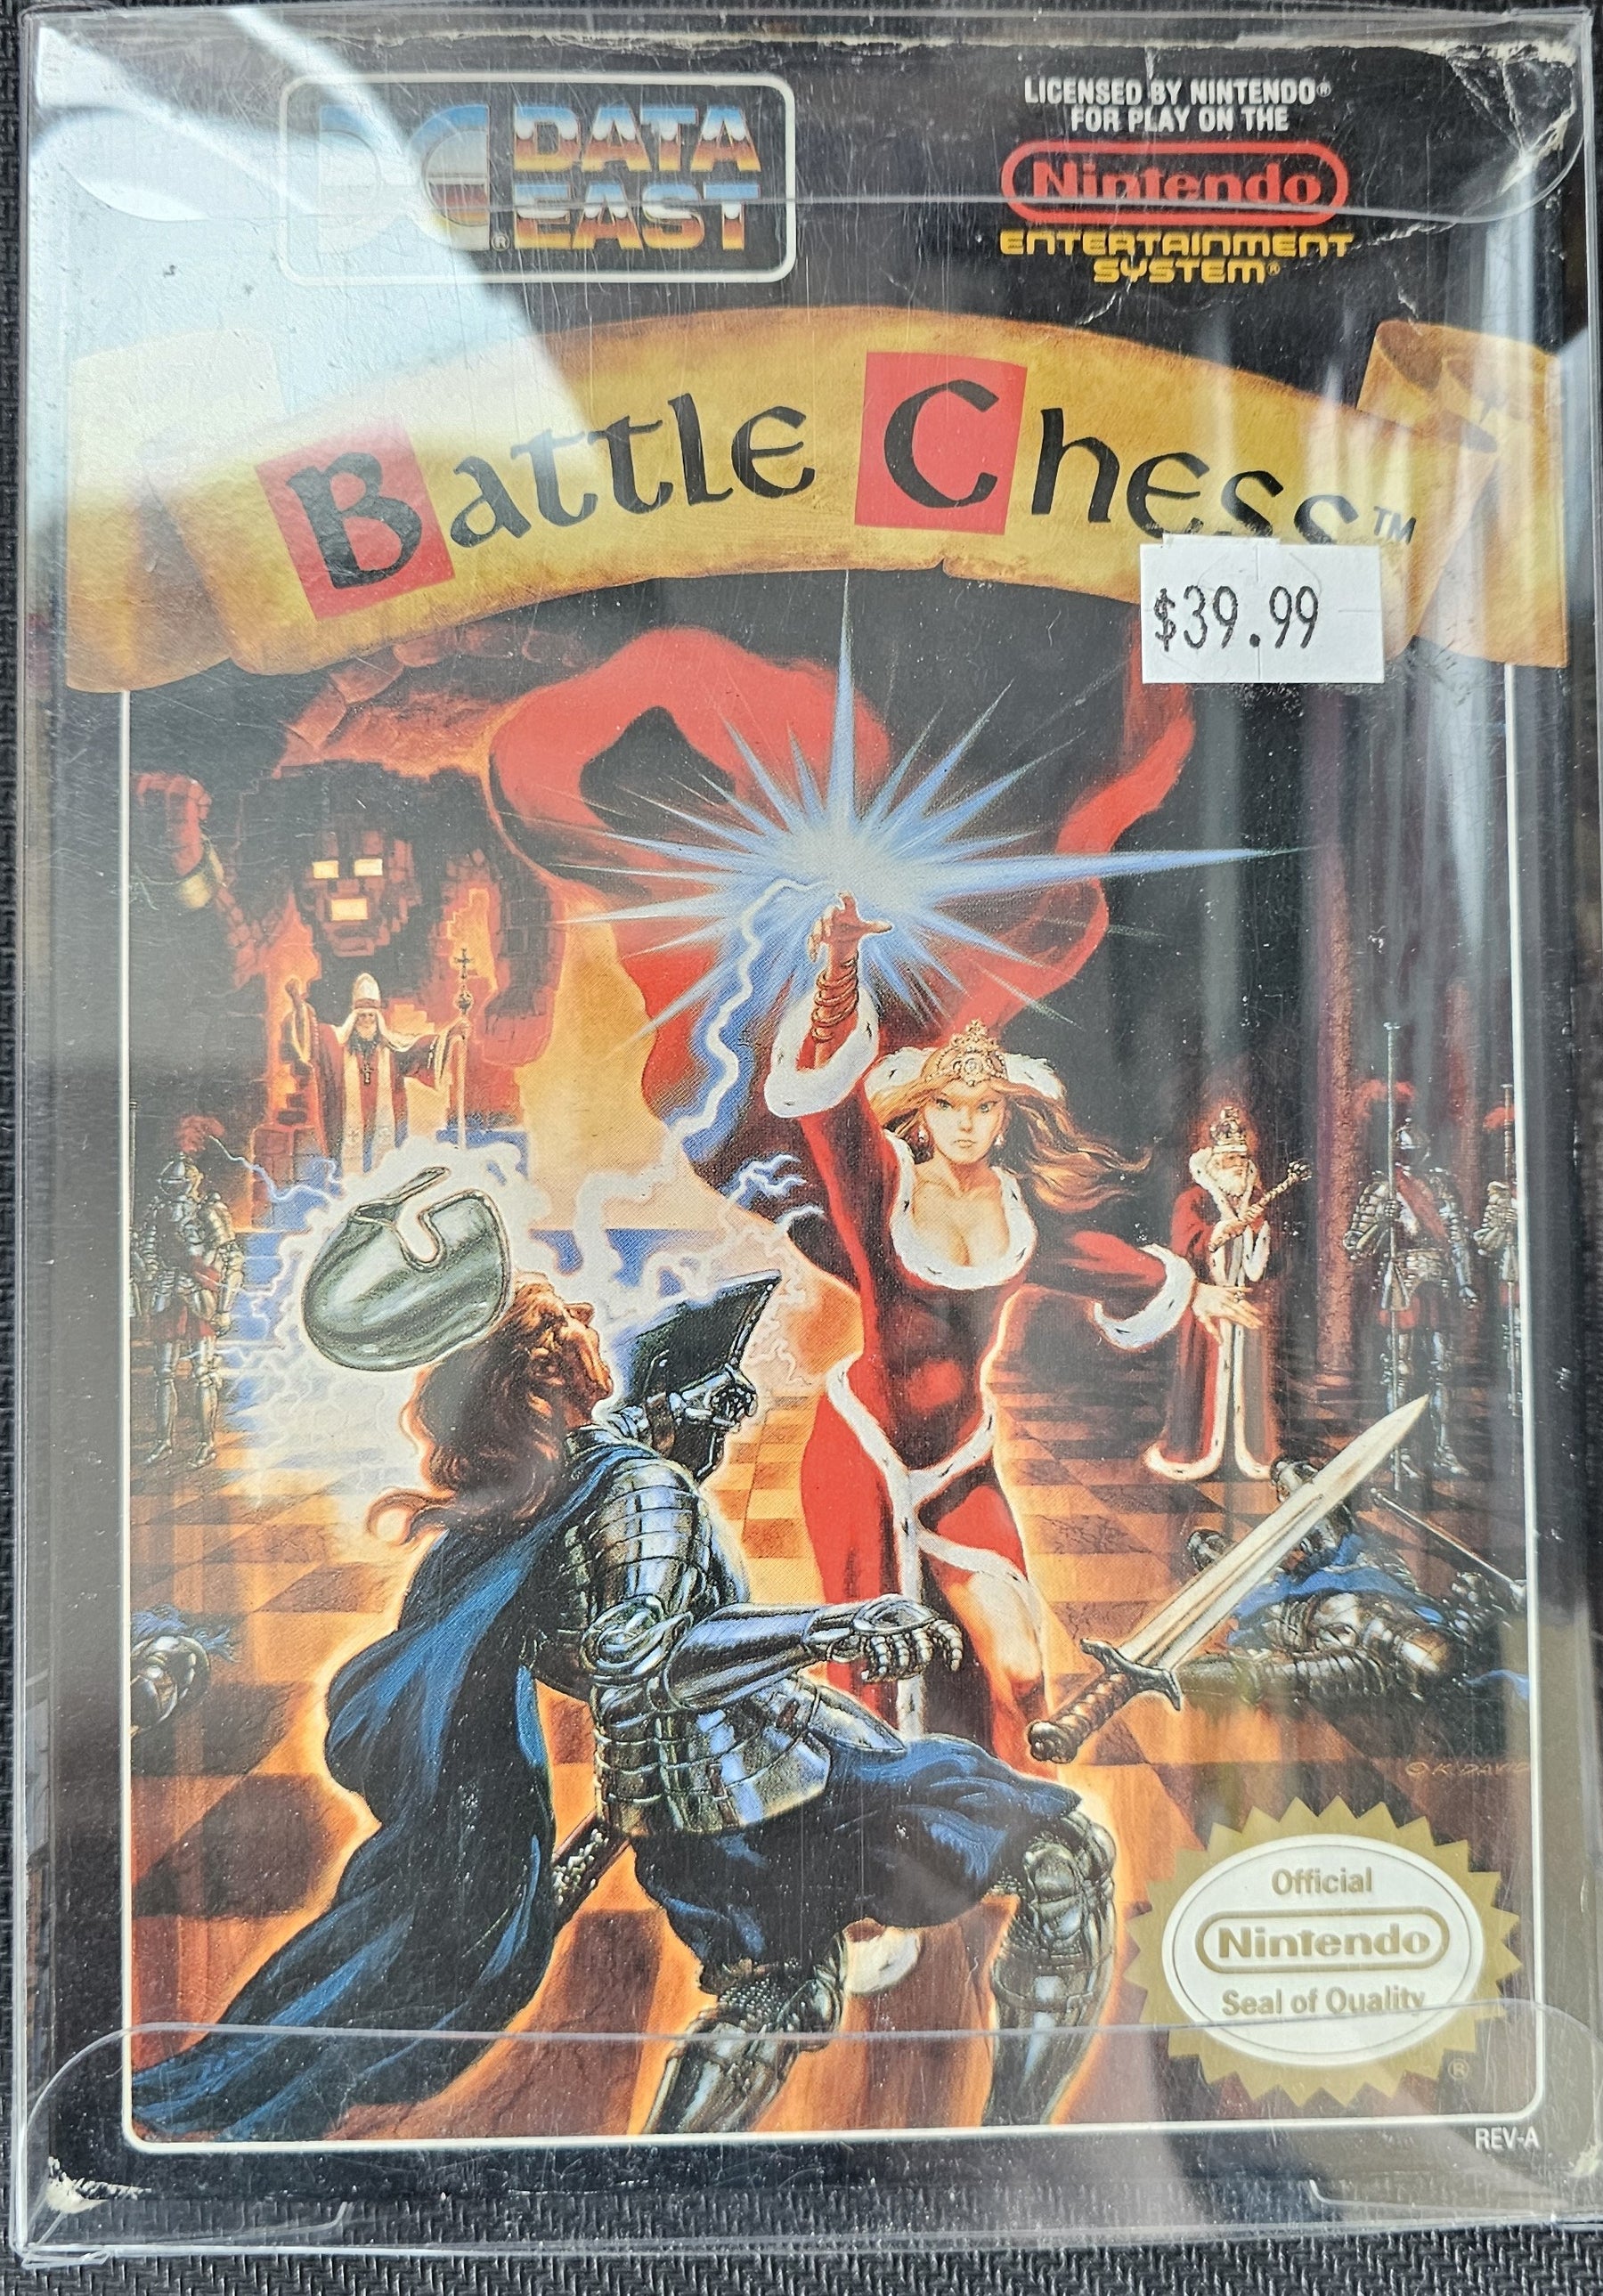 DATA
EAST
®
LICENSED BY NINTENDO®
FOR PLAY ON THE
Nintendo
ENTERTAINMENT
SYSTEM®
Battle Chess™
$39.99
Official
Nintendo
Seal of Quality
®
REV-A